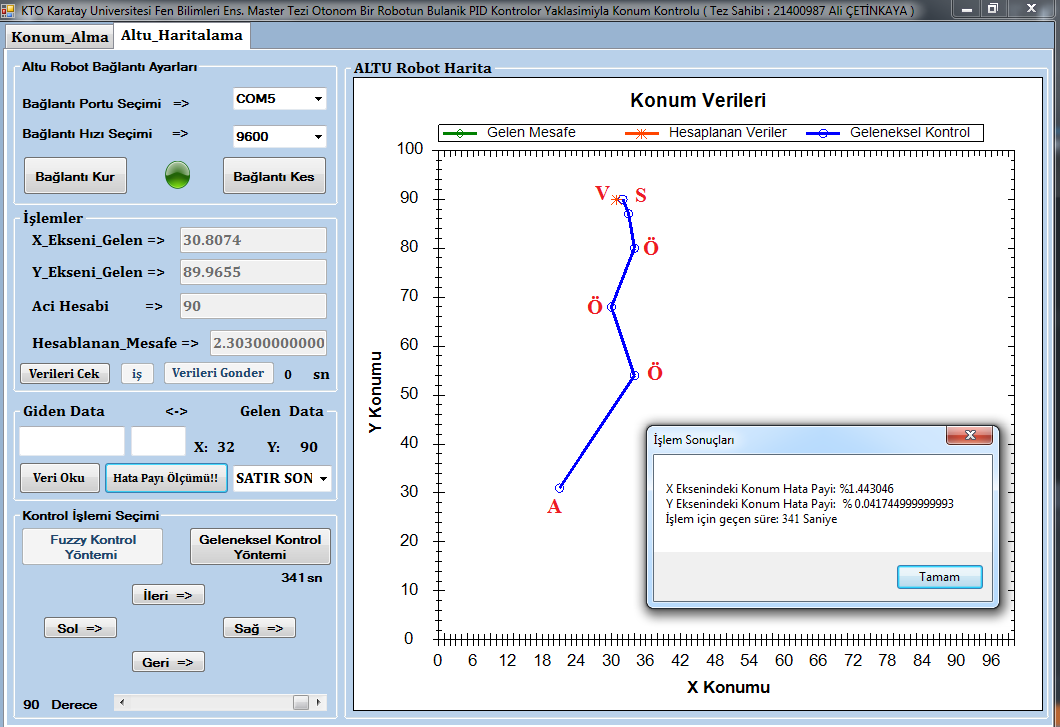 KTO Karatay Universitesi Fen Bilimleri Ens. Master Tezi Otonom Bir Robotun Bulanik PID Kontrolor Yaklasimiyla Konum Kontrolu ( Tez Sahibi : 21400987 Ali ÇETİNKAYA )
Konum_Alma Altu_Haritalama
Altu Robot Bağlantı Ayarları
Bağlantı Portu Seçimi => COM5
Bağlantı Hızı Seçimi => 9600
Bağlantı Kur Bağlantı Kes
İşlemler
X_Ekseni_Gelen => 30.8074
Y_Ekseni_Gelen => 89.9655
Aci Hesabi => 90
Hesablanan_Mesafe => 2.30300000000
Verileri Cek iş Verileri Gonder 0 sn
Giden Data <-> Gelen Data
X: 32 Y: 90
Veri Oku Hata Payı Ölçümü!! SATIR SON
Kontrol İşlemi Seçimi
Fuzzy Kontrol Yöntemi
Geleneksel Kontrol Yöntemi
341 sn
İleri =>
Sol => Sağ =>
Geri =>
90 Derece
ALTU Robot Harita
Konum Verileri
Gelen Mesafe Hesaplanan Veriler Geleneksel Kontrol
100
90
80
70
60
50
40
30
20
10
0
Y Konumu
V S
Ö
Ö
Ö
A
0 6 12 18 24 30 36 42 48 54 60 66 72 78 84 90 96
X Konumu
İşlem Sonuçları
X Eksenindeki Konum Hata Payi: %1.443046
Y Eksenindeki Konum Hata Payi: % 0.041744999999993
İşlem için geçen süre: 341 Saniye
Tamam